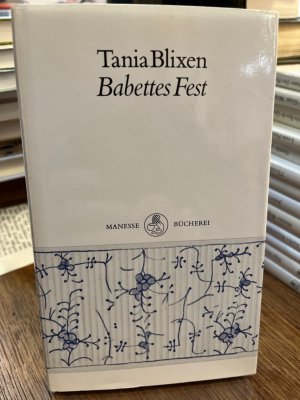 Tania Blixen
Babettes Fest
MANESSE BÜCHEREI